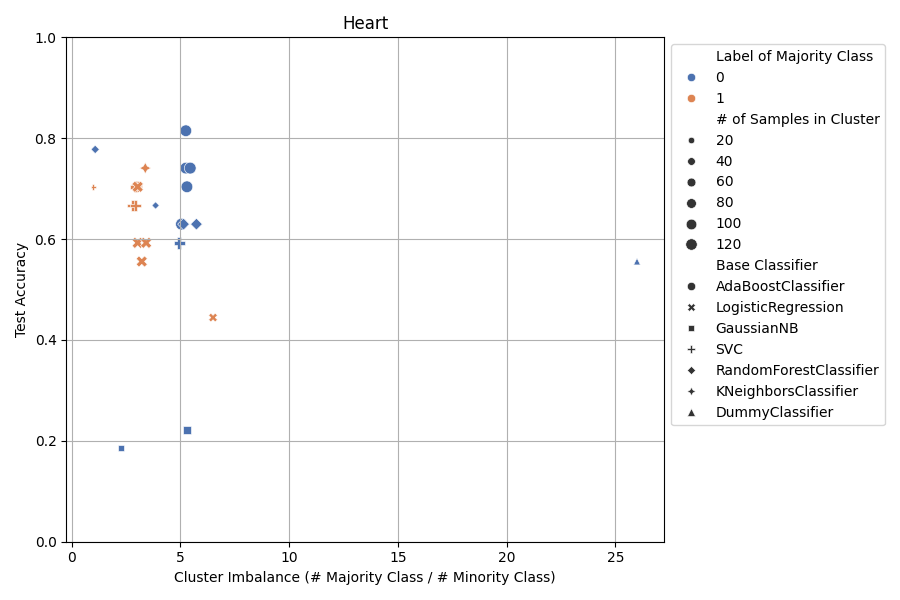 Heart
1.0
0.8
0.6
0.4
0.2
0.0
Test Accuracy
0
5
10
15
20
25
Cluster Imbalance (# Majority Class / # Minority Class)
Label of Majority Class
0
1
# of Samples in Cluster
20
40
60
80
100
120
Base Classifier
AdaBoostClassifier
LogisticRegression
GaussianNB
SVC
RandomForestClassifier
KNeighborsClassifier
DummyClassifier